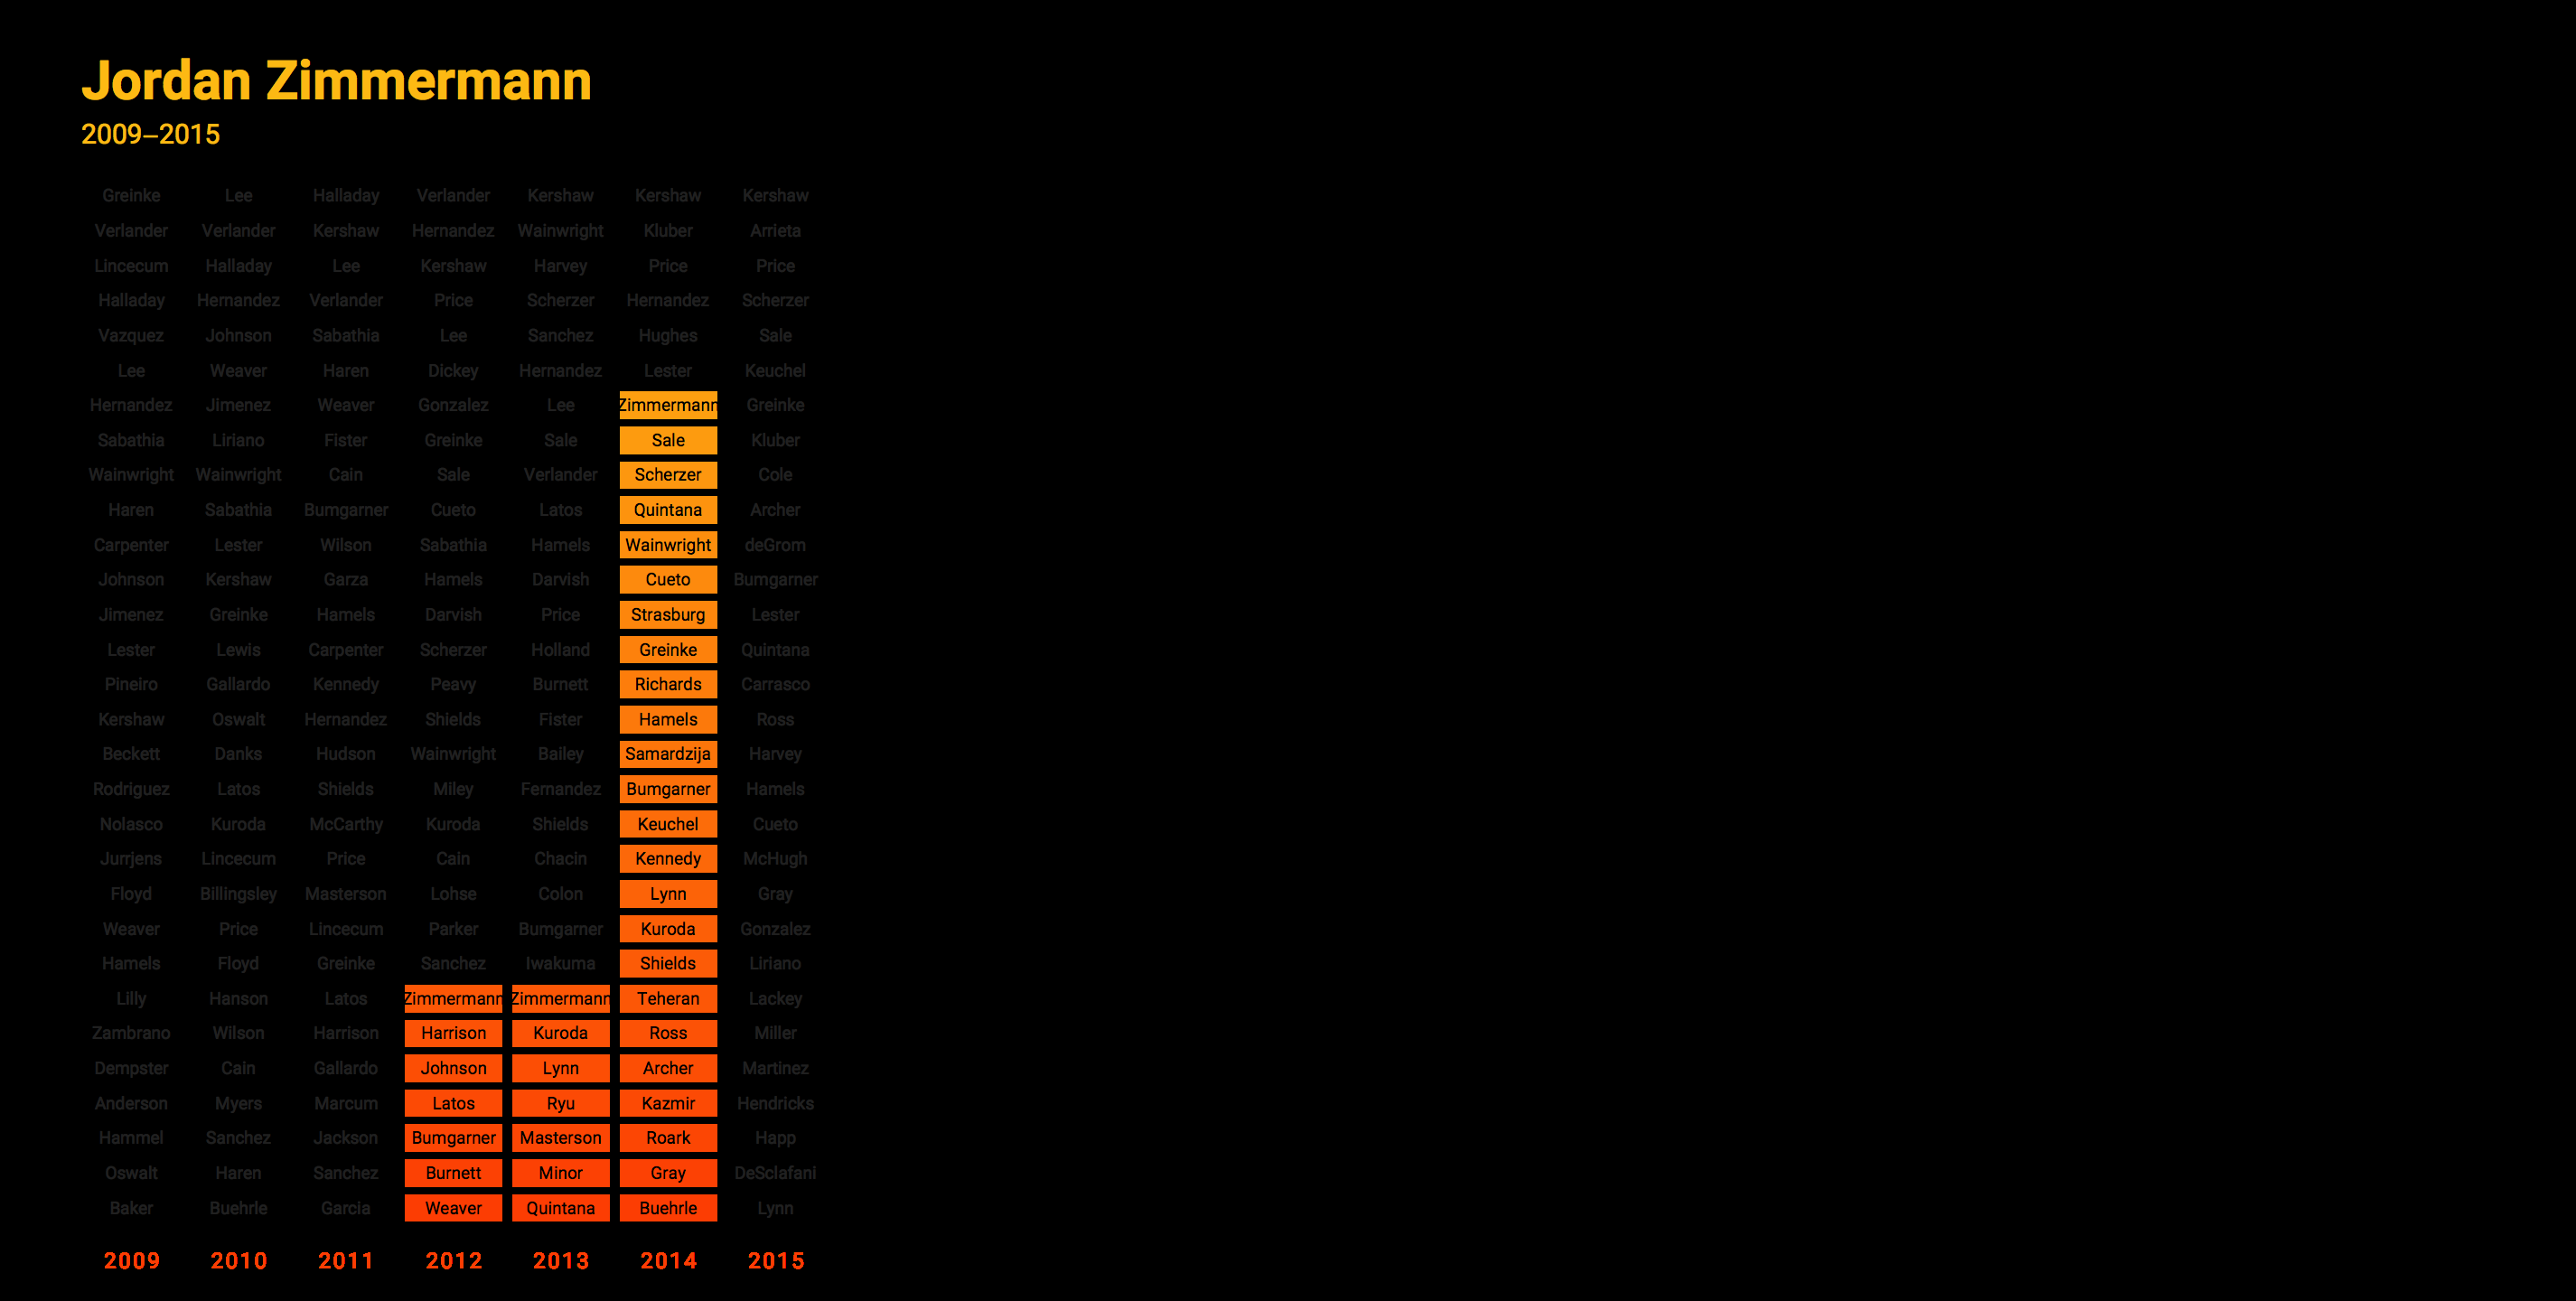 Jordan Zimmermann
2009–2015
Greinke Lee Halladay Verlander Kershaw Kershaw Kershaw
Verlander Verlander Kershaw Hernandez Wainwright Kluber Arrieta
Lincecum Halladay Lee Kershaw Harvey Price Price
Halladay Hernandez Verlander Price Scherzer Hernandez Scherzer
Vazquez Johnson Sabathia Lee Sanchez Hughes Sale
Lee Weaver Haren Dickey Hernandez Lester Keuchel
Hernandez Jimenez Weaver Gonzalez Lee Zimmermann Greinke
Sabathia Liriano Fister Greinke Sale Sale Kluber
Wainwright Wainwright Cain Sale Verlander Scherzer Cole
Haren Sabathia Bumgarner Cueto Latos Quintana Archer
Carpenter Lester Wilson Sabathia Hamels Wainwright deGrom
Johnson Kershaw Garza Hamels Darvish Cueto Bumgarner
Jimenez Greinke Hamels Darvish Price Strasburg Lester
Lester Lewis Carpenter Scherzer Holland Greinke Quintana
Pineiro Gallardo Kennedy Peavy Burnett Richards Carrasco
Kershaw Oswalt Hernandez Shields Fister Hamels Ross
Beckett Danks Hudson Wainwright Bailey Samardzija Harvey
Rodriguez Latos Shields Miley Fernandez Bumgarner Hamels
Nolasco Kuroda McCarthy Kuroda Shields Keuchel Cueto
Jurrjens Lincecum Price Cain Chacin Kennedy McHugh
Floyd Billingsley Masterson Lohse Colon Lynn Gray
Weaver Price Lincecum Parker Bumgarner Kuroda Gonzalez
Hamels Floyd Greinke Sanchez Iwakuma Shields Liriano
Lilly Hanson Latos Zimmermann Zimmermann Teheran Lackey
Zambrano Wilson Harrison Harrison Kuroda Ross Miller
Dempster Cain Gallardo Johnson Lynn Archer Martinez
Anderson Myers Marcum Latos Ryu Kazmir Hendricks
Hammel Sanchez Jackson Bumgarner Masterson Roark Happ
Oswalt Haren Sanchez Burnett Minor Gray DeSclafani
Baker Buehrle Garcia Weaver Quintana Buehrle Lynn
2009 2010 2011 2012 2013 2014 2015